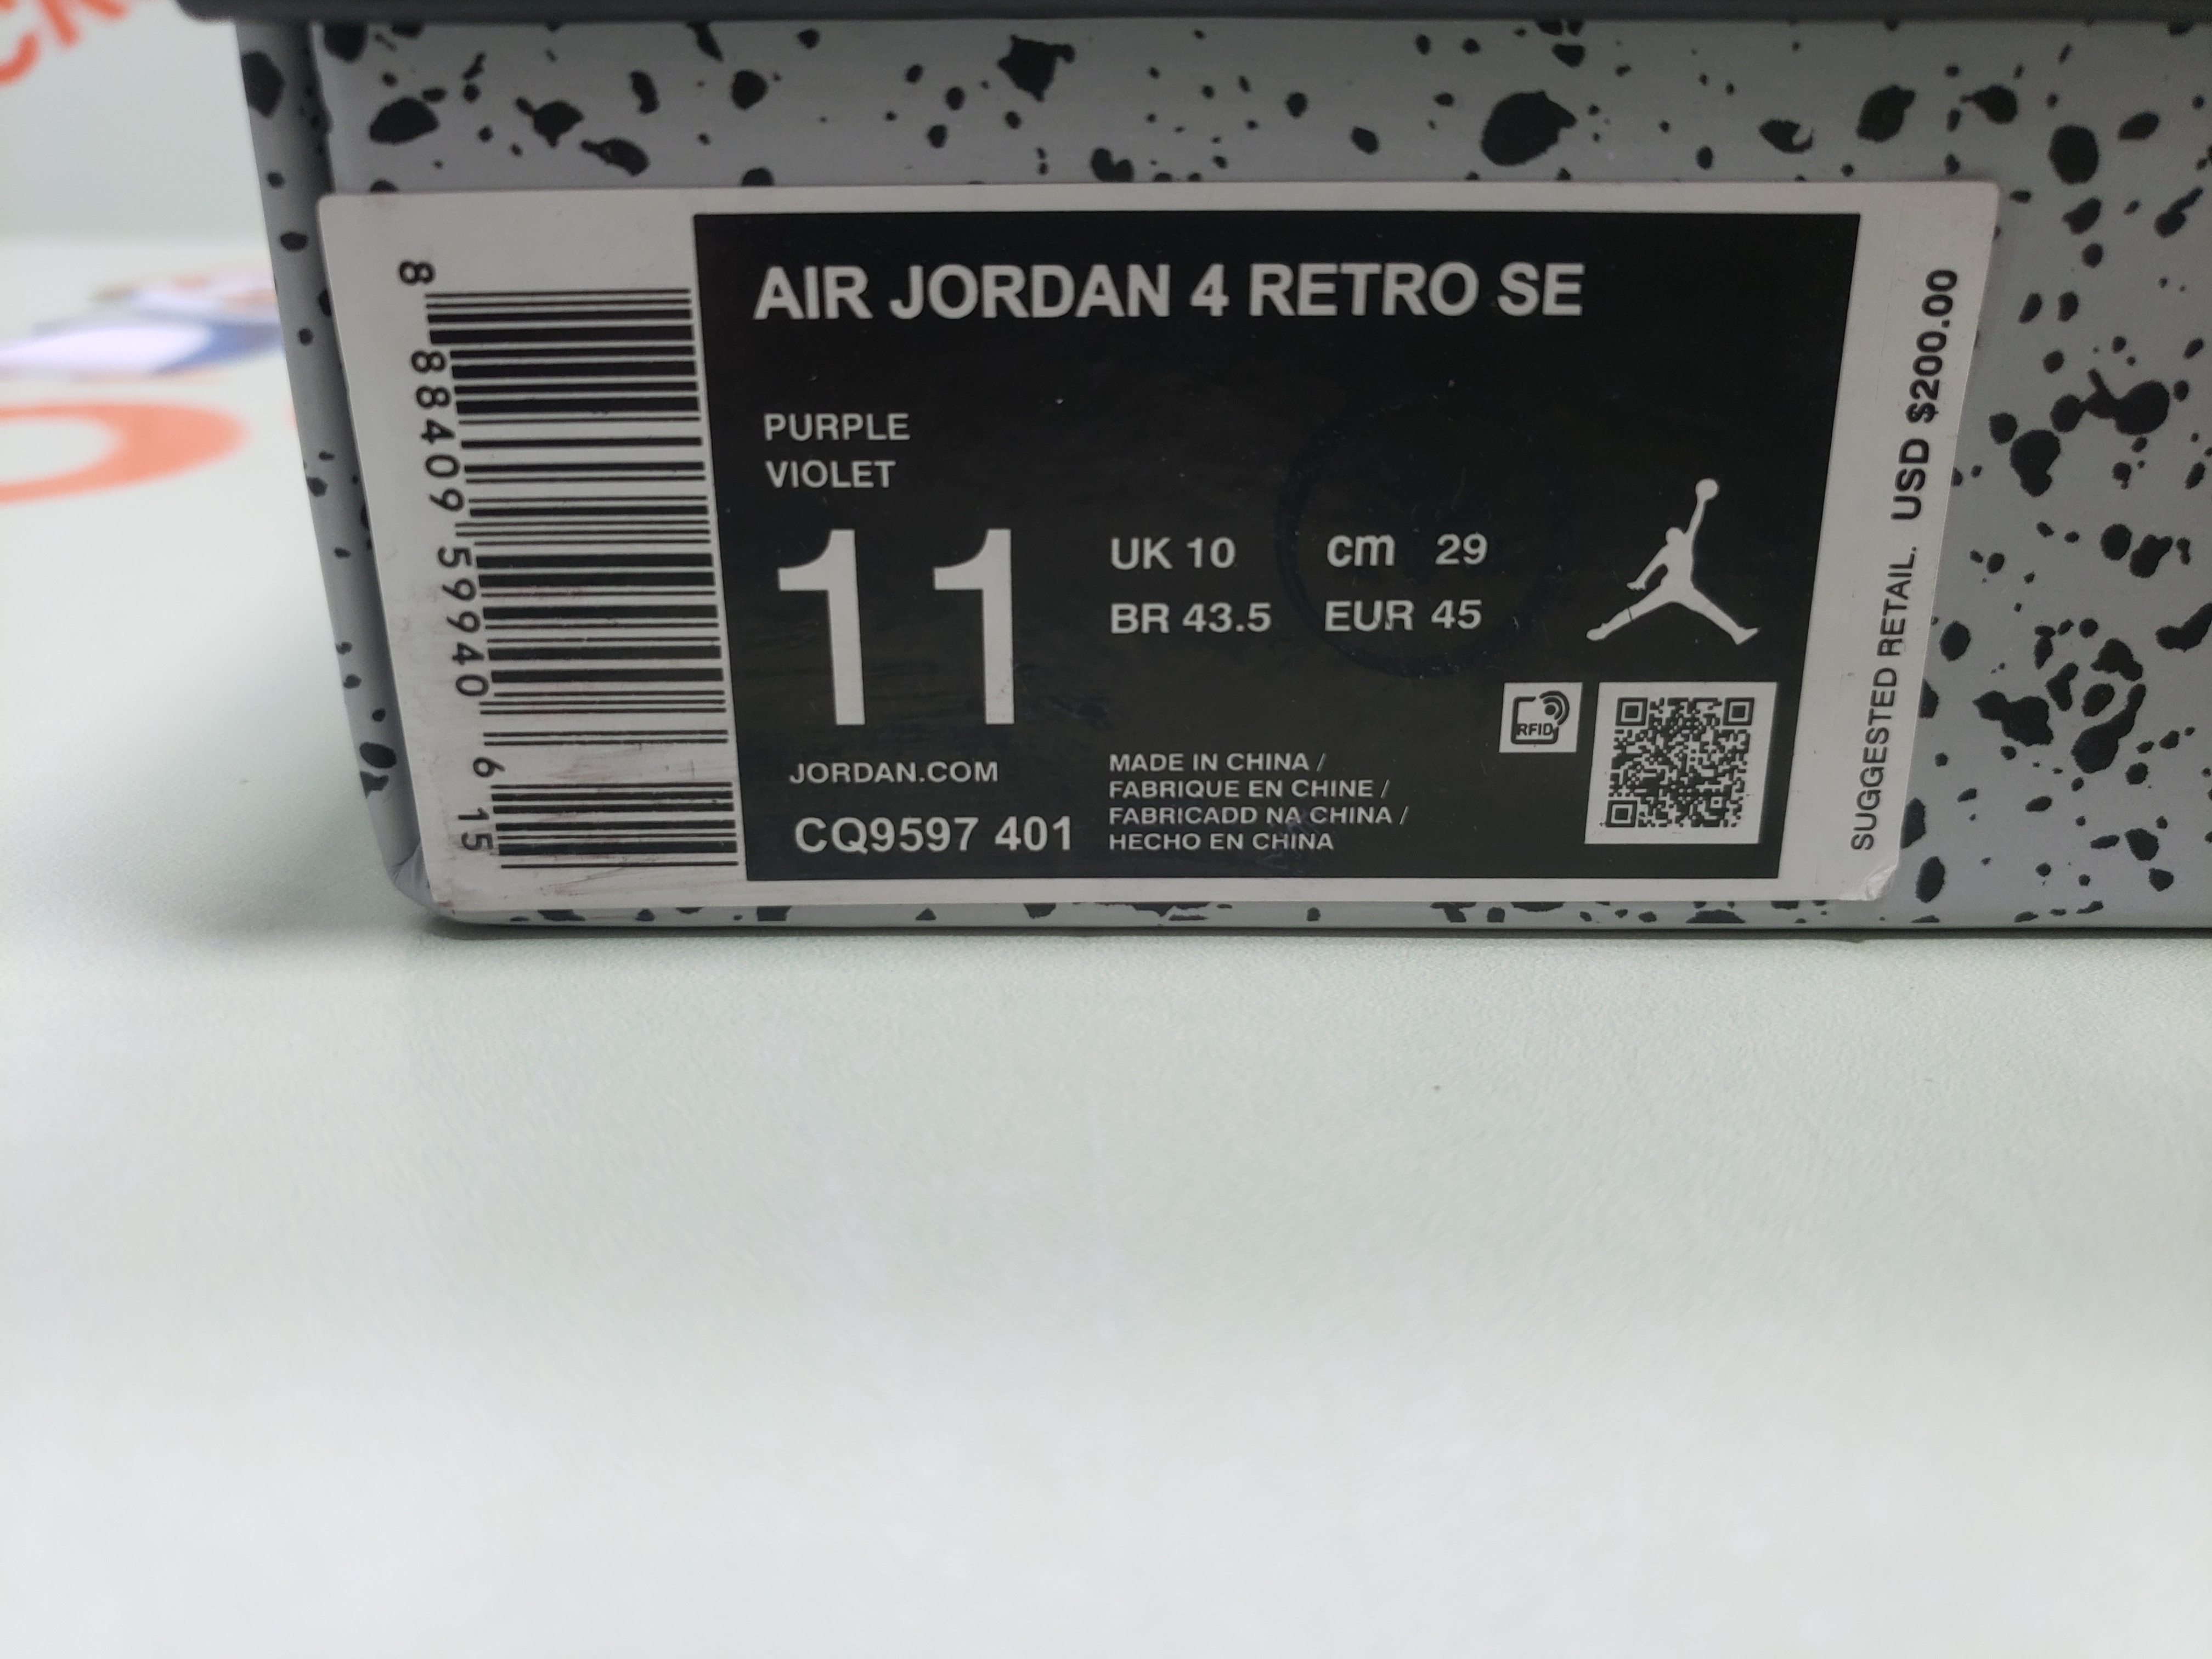 AIR JORDAN 4 RETRO SE
PURPLE
VIOLET
11
UK 10 cm 29
BR 43.5 EUR 45
RFID
JORDAN.COM
CQ9597 401
MADE IN CHINA /
FABRIQUE EN CHINE /
FABRICADD NA CHINA /
HECHO EN CHINA
8 88409 59940 6 15
SUGGESTED RETAIL. USD $200.00